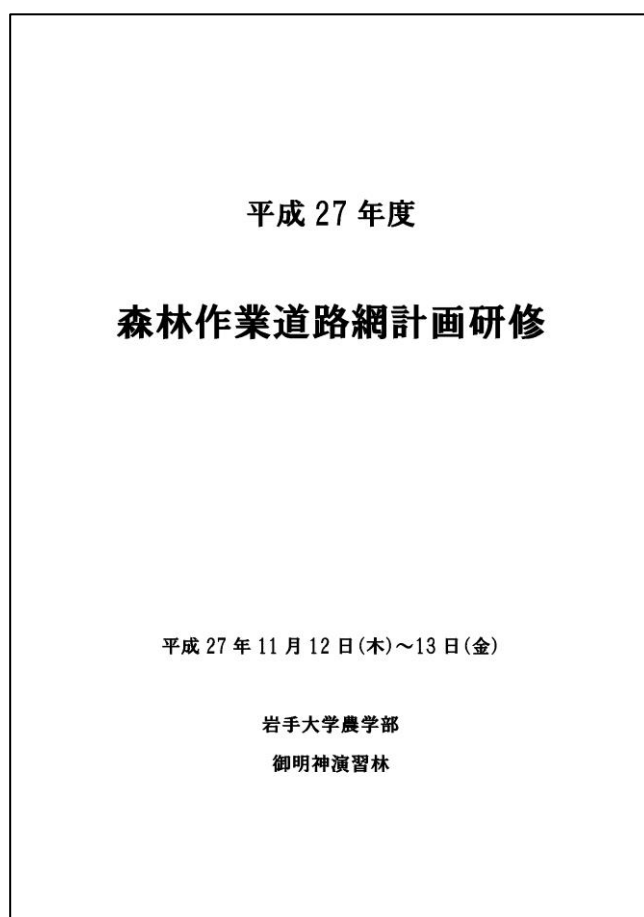 平成 27 年度
森林作業道路網計画研修
平成 27 年 11 月 12 日(木)～13 日(金)
岩手大学農学部
御明神演習林